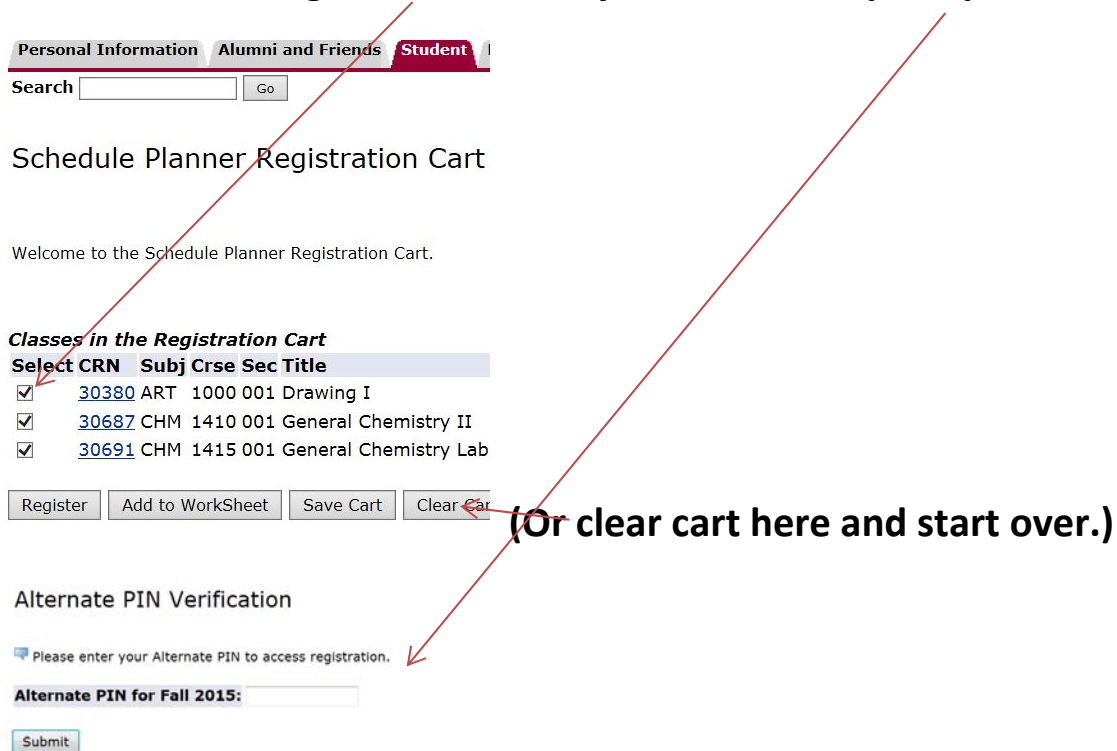 Personal Information Alumni and Friends Student
Search Go
Schedule Planner Registration Cart
Welcome to the Schedule Planner Registration Cart.
Classes in the Registration Cart
Select CRN Subj Crse Sec Title
30380 ART 1000 001 Drawing I
30687 CHM 1410 001 General Chemistry II
30691 CHM 1415 001 General Chemistry Lab
Register Add to WorkSheet Save Cart Clear Car
(Or clear cart here and start over.)
Alternate PIN Verification
Please enter your Alternate PIN to access registration.
Alternate PIN for Fall 2015:
Submit